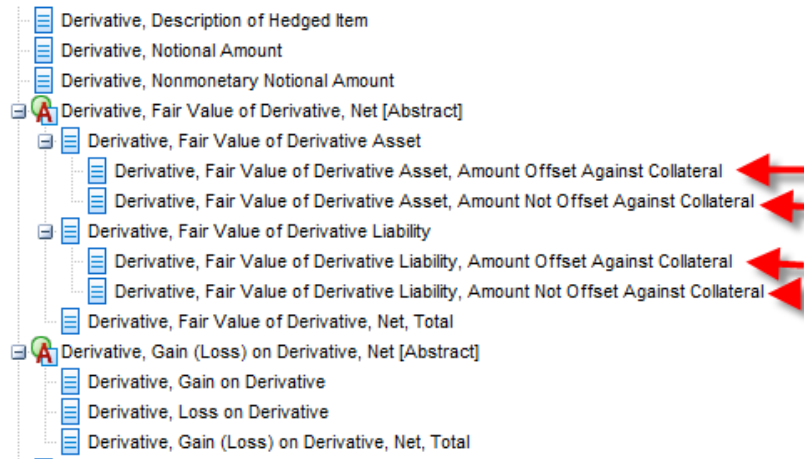 Derivative, Description of Hedged Item
Derivative, Notional Amount
Derivative, Nonmonetary Notional Amount
A Derivative, Fair Value of Derivative, Net [Abstract]
Derivative, Fair Value of Derivative Asset
Derivative, Fair Value of Derivative Asset, Amount Offset Against Collateral
Derivative, Fair Value of Derivative Asset, Amount Not Offset Against Collateral
Derivative, Fair Value of Derivative Liability
Derivative, Fair Value of Derivative Liability, Amount Offset Against Collateral
Derivative, Fair Value of Derivative Liability, Amount Not Offset Against Collateral
Derivative, Fair Value of Derivative, Net, Total
A Derivative, Gain (Loss) on Derivative, Net [Abstract]
Derivative, Gain on Derivative
Derivative, Loss on Derivative
Derivative, Gain (Loss) on Derivative, Net, Total